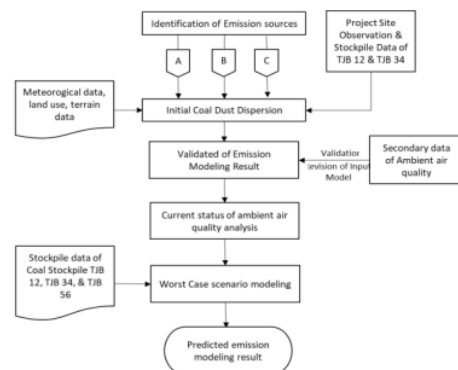 Identification of Emission sources
Project Site
Observation &
Stockpile Data of
TJB 12 & TJB 34
A
B
C
Meteorogical data,
land use, terrain
data
Initial Coal Dust Dispersion
Validated of Emission
Modeling Result
Validation
Revision of Input
Model
Secondary data
of Ambient air
quality
Current status of ambient air
quality analysis
Stockpile data of
Coal Stockpile TJB
12, TJB 34, & TJB
56
Worst Case scenario modeling
Predicted emission
modeling result